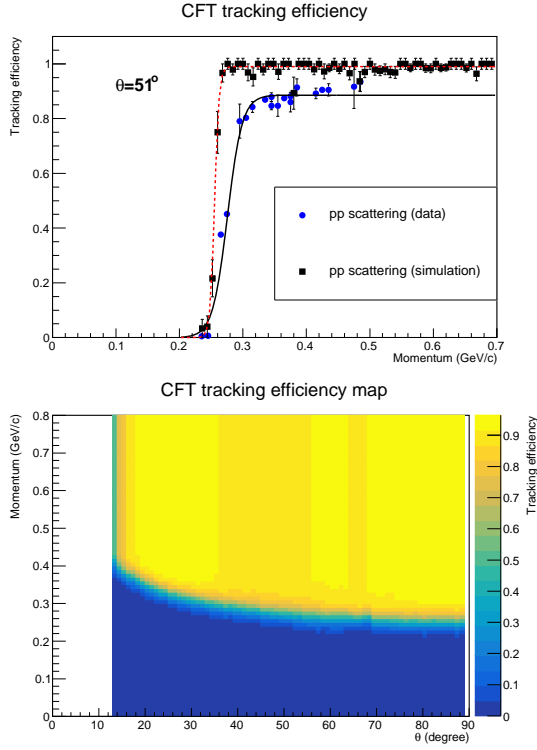 CFT tracking efficiency
Tracking efficiency
1
0.8
0.6
0.4
0.2
0
θ=51°
pp scattering (data)
pp scattering (simulation)
0 0.1 0.2 0.3 0.4 0.5 0.6 0.7
Momentum (GeV/c)
CFT tracking efficiency map
Momentum (GeV/c)
0.8
0.7
0.6
0.5
0.4
0.3
0.2
0.1
0
0 10 20 30 40 50 60 70 80 90
θ (degree)
Tracking efficiency
0.9
0.8
0.7
0.6
0.5
0.4
0.3
0.2
0.1
0